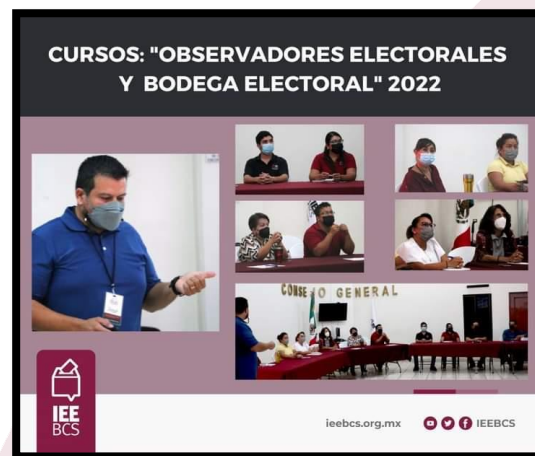 CURSOS: "OBSERVADORES ELECTORALES
Y BODEGA ELECTORAL" 2022
CONSEJO GENERAL
IEE
BCS
ieebcs.org.mx
IEEBCS